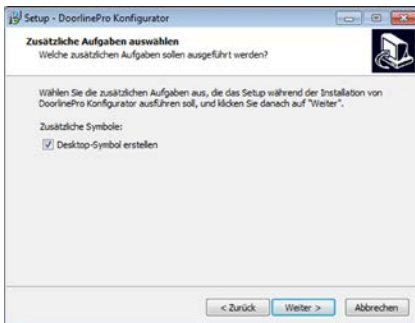 Setup - DoorlinePro Konfigurator
Zusätzliche Aufgaben auswählen
Welche zusätzlichen Aufgaben sollen ausgeführt werden?
Wählen Sie die zusätzlichen Aufgaben aus, die das Setup während der Installation von
DoorlinePro Konfigurator ausführen soll, und klicken Sie danach auf "Weiter".
Zusätzliche Symbole:
Desktop-Symbol erstellen
< Zurück Weiter > Abbrechen